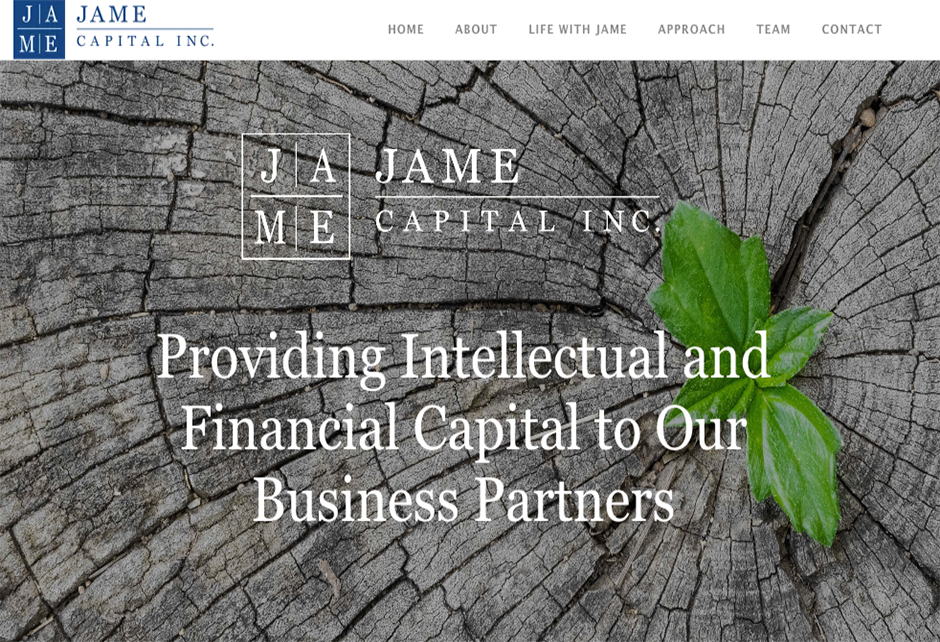 J A JAME
M E CAPITAL INC.
HOME ABOUT LIFE WITH JAME APPROACH TEAM CONTACT
J A JAME
M E CAPITAL INC.
Providing Intellectual and
Financial Capital to Our
Business Partners